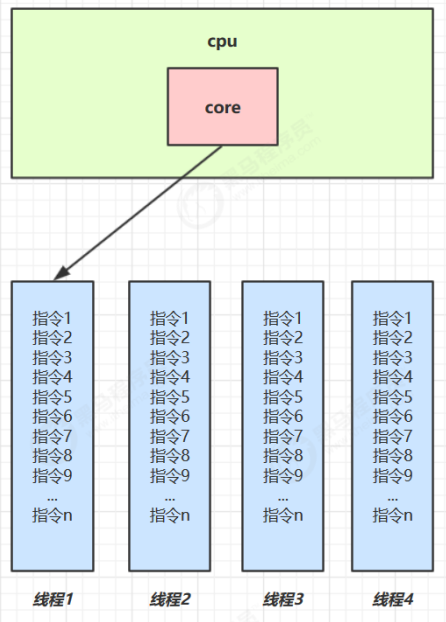 cpu
core
指令1
指令2
指令3
指令4
指令5
指令6
指令7
指令8
指令9
...
指令n
线程1
指令1
指令2
指令3
指令4
指令5
指令6
指令7
指令8
指令9
...
指令n
线程2
指令1
指令2
指令3
指令4
指令5
指令6
指令7
指令8
指令9
...
指令n
线程3
指令1
指令2
指令3
指令4
指令5
指令6
指令7
指令8
指令9
...
指令n
线程4